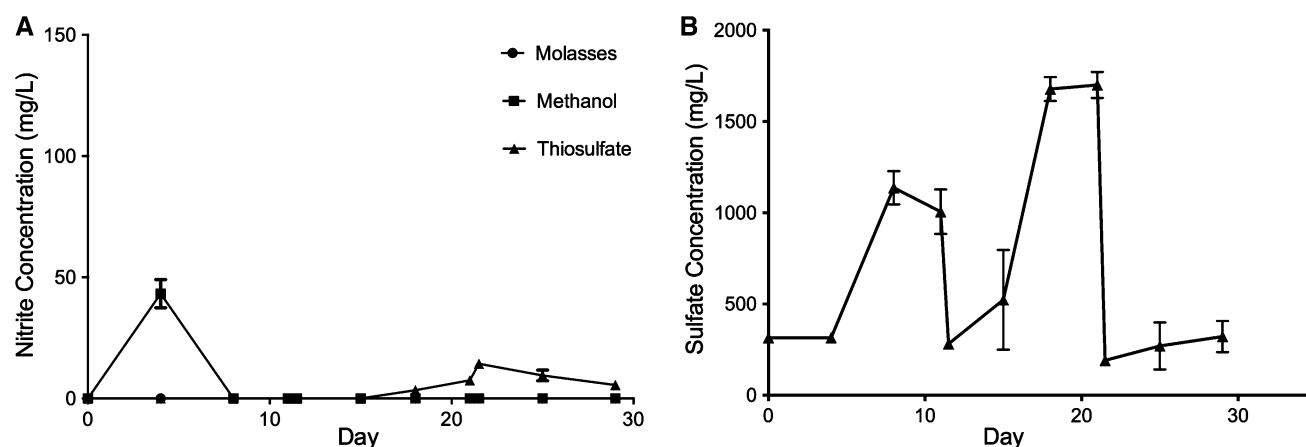 A
150
100
50
0
Nitrite Concentration (mg/L)
0 10 20 30
Day
Molasses
Methanol
Thiosulfate
B
2000
1500
1000
500
0
Sulfate Concentration (mg/L)
0 10 20 30
Day